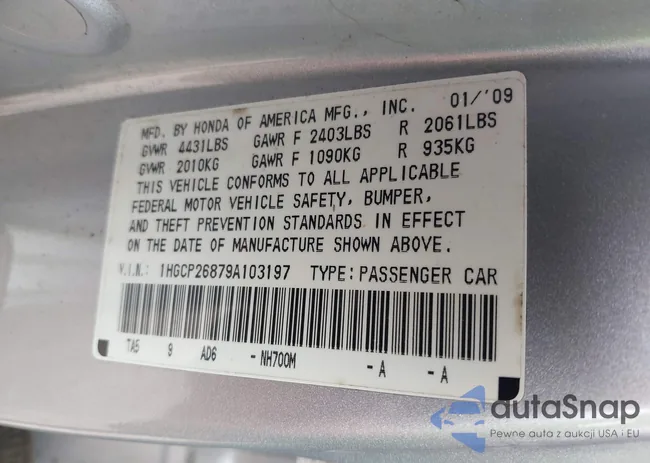 MFD. BY HONDA OF AMERICA MFG., INC. 01/'09
GVWR 4431LBS GAWR F 2403LBS R 2061LBS
GVWR 2010KG GAWR F 1090KG R 935KG
THIS VEHICLE CONFORMS TO ALL APPLICABLE
FEDERAL MOTOR VEHICLE SAFETY, BUMPER,
AND THEFT PREVENTION STANDARDS IN EFFECT
ON THE DATE OF MANUFACTURE SHOWN ABOVE.
V.I.N.: 1HGCP26879A103197 TYPE: PASSENGER CAR
TA5 9 AD6 - NH700M - A - A
autaSnap
Pewne auta z aukcji USA i EU